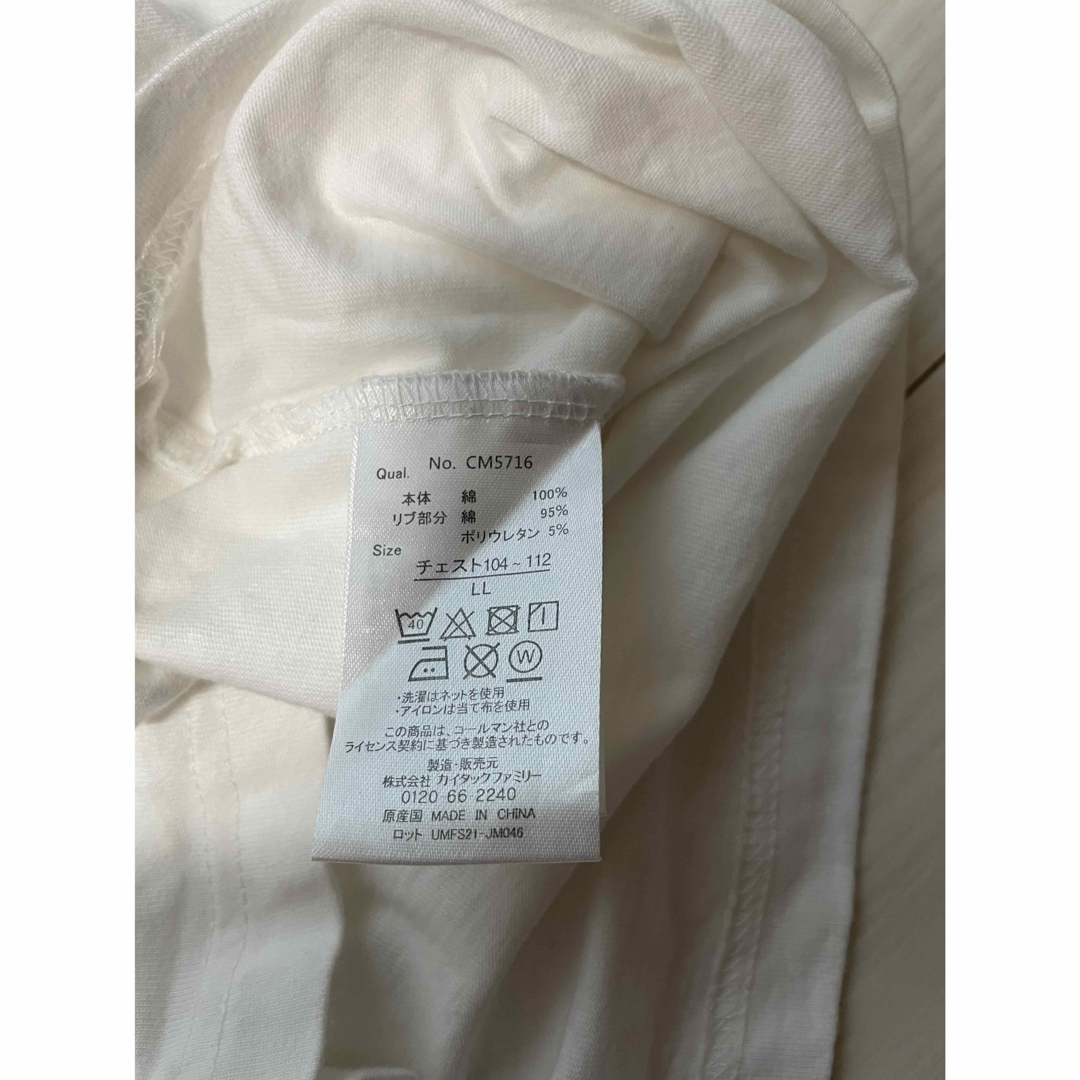 Qual. No. CM5716
本体 綿 100%
リブ部分 綿 95%
ポリウレタン 5%
Size
チェスト104~112
LL
40
W
・洗濯はネットを使用
・アイロンは当て布を使用
この商品は、コールマン社との
ライセンス契約に基づき製造されたものです。
製造・販売元
株式会社 カイタックファミリー
0120 66 2240
原産国 MADE IN CHINA
ロット UMFS21-JM046